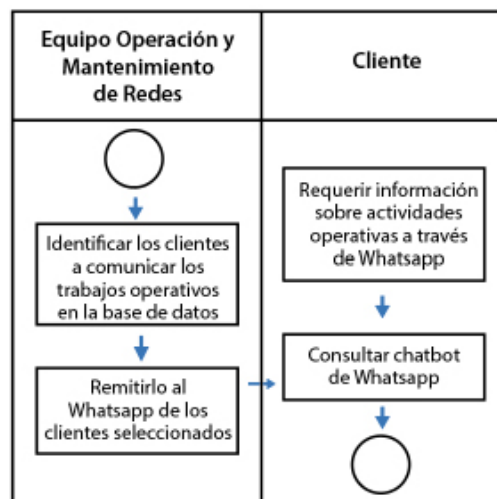 Equipo Operación y
Mantenimiento
de Redes
Cliente
Identificar los clientes
a comunicar los
trabajos operativos
en la base de datos
Remitirlo al
Whatsapp de los
clientes seleccionados
Requerir información
sobre actividades
operativas a través
de Whatsapp
Consultar chatbot
de Whatsapp